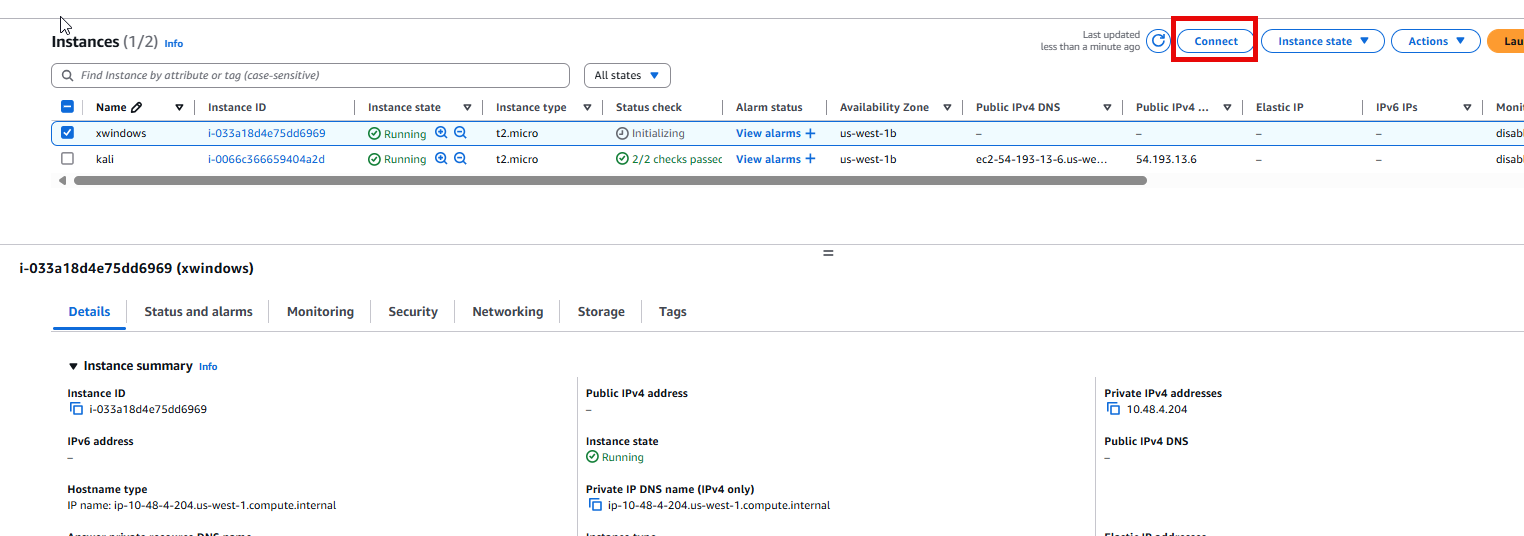 Instances (1/2) Info
Last updated
less than a minute ago
Connect
Instance state
Actions
Find Instance by attribute or tag (case-sensitive)
All states
Name Instance ID Instance state Instance type Status check Alarm status Availability Zone Public IPv4 DNS Public IPv4 ... Elastic IP IPv6 IPs
xwindows i-033a18d4e75dd6969 Running t2.micro Initializing View alarms + us-west-1b – – – – disab
kali i-0066c366659404a2d Running t2.micro 2/2 checks passec View alarms + us-west-1b ec2-54-193-13-6.us-we... 54.193.13.6 – – disab
i-033a18d4e75dd6969 (xwindows)
Details Status and alarms Monitoring Security Networking Storage Tags
Instance summary Info
Instance ID
i-033a18d4e75dd6969
Public IPv4 address
–
Private IPv4 addresses
10.48.4.204
IPv6 address
–
Instance state
Running
Public IPv4 DNS
–
Hostname type
IP name: ip-10-48-4-204.us-west-1.compute.internal
Private IP DNS name (IPv4 only)
ip-10-48-4-204.us-west-1.compute.internal